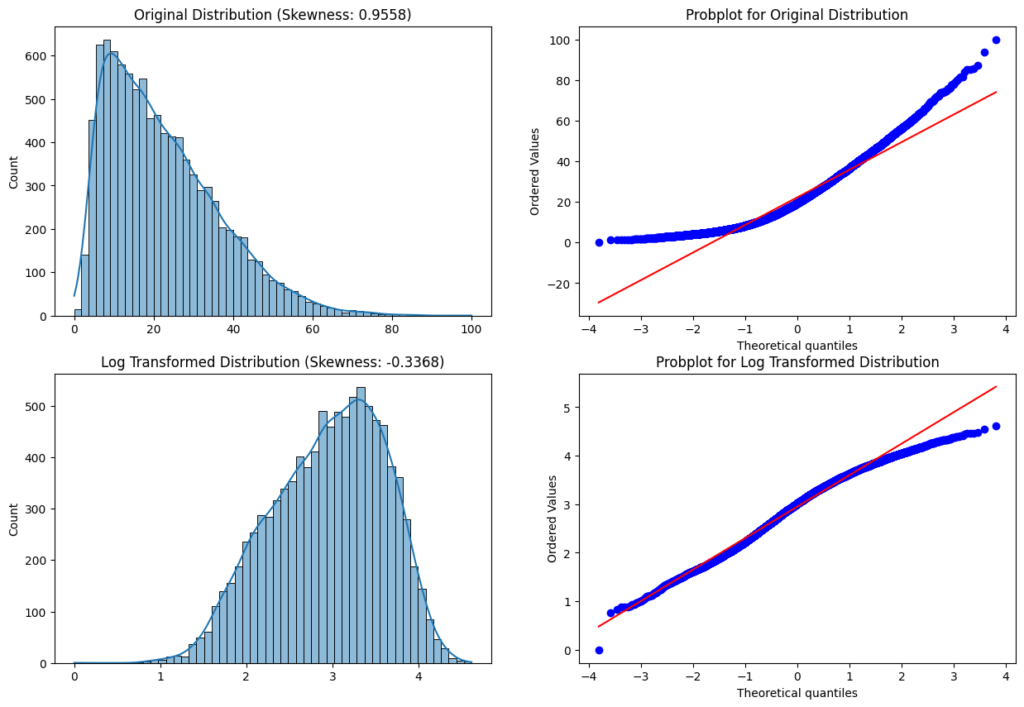 Original Distribution (Skewness: 0.9558)
Count
600
500
400
300
200
100
0
0 20 40 60 80 100
Probplot for Original Distribution
Ordered Values
100
80
60
40
20
0
−20
−4 −3 −2 −1 0 1 2 3 4
Theoretical quantiles
Log Transformed Distribution (Skewness: -0.3368)
Count
500
400
300
200
100
0
0 1 2 3 4
Probplot for Log Transformed Distribution
Ordered Values
5
4
3
2
1
0
−4 −3 −2 −1 0 1 2 3 4
Theoretical quantiles